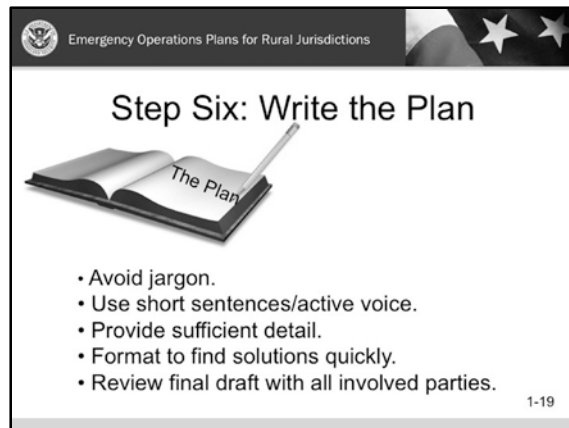 Emergency Operations Plans for Rural Jurisdictions
Step Six: Write the Plan
The Plan
• Avoid jargon.
• Use short sentences/active voice.
• Provide sufficient detail.
• Format to find solutions quickly.
• Review final draft with all involved parties.
1-19